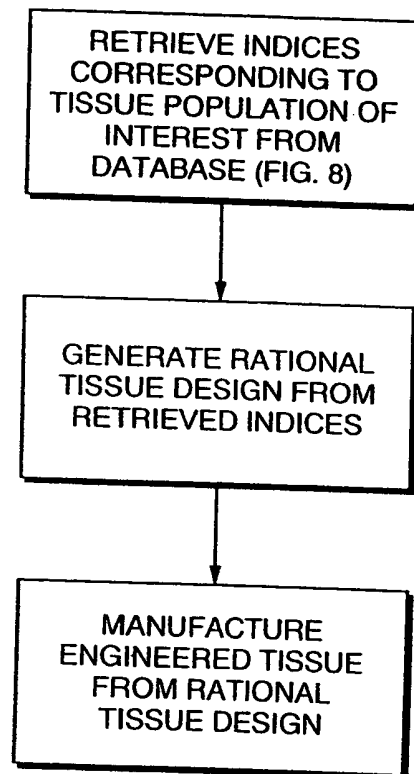 RETRIEVE INDICES
CORRESPONDING TO
TISSUE POPULATION OF
INTEREST FROM
DATABASE (FIG. 8)
GENERATE RATIONAL
TISSUE DESIGN FROM
RETRIEVED INDICES
MANUFACTURE
ENGINEERED TISSUE
FROM RATIONAL
TISSUE DESIGN